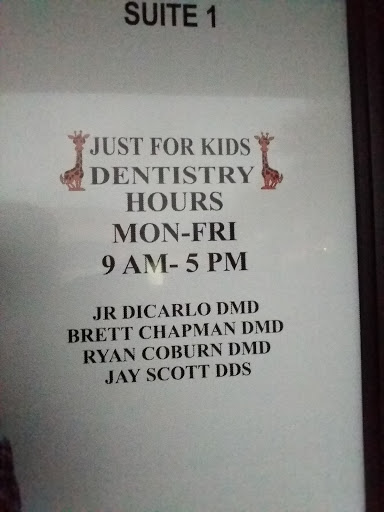 SUITE 1
JUST FOR KIDS
DENTISTRY
HOURS
MON-FRI
9 AM- 5 PM
JR DICARLO DMD
BRETT CHAPMAN DMD
RYAN COBURN DMD
JAY SCOTT DDS